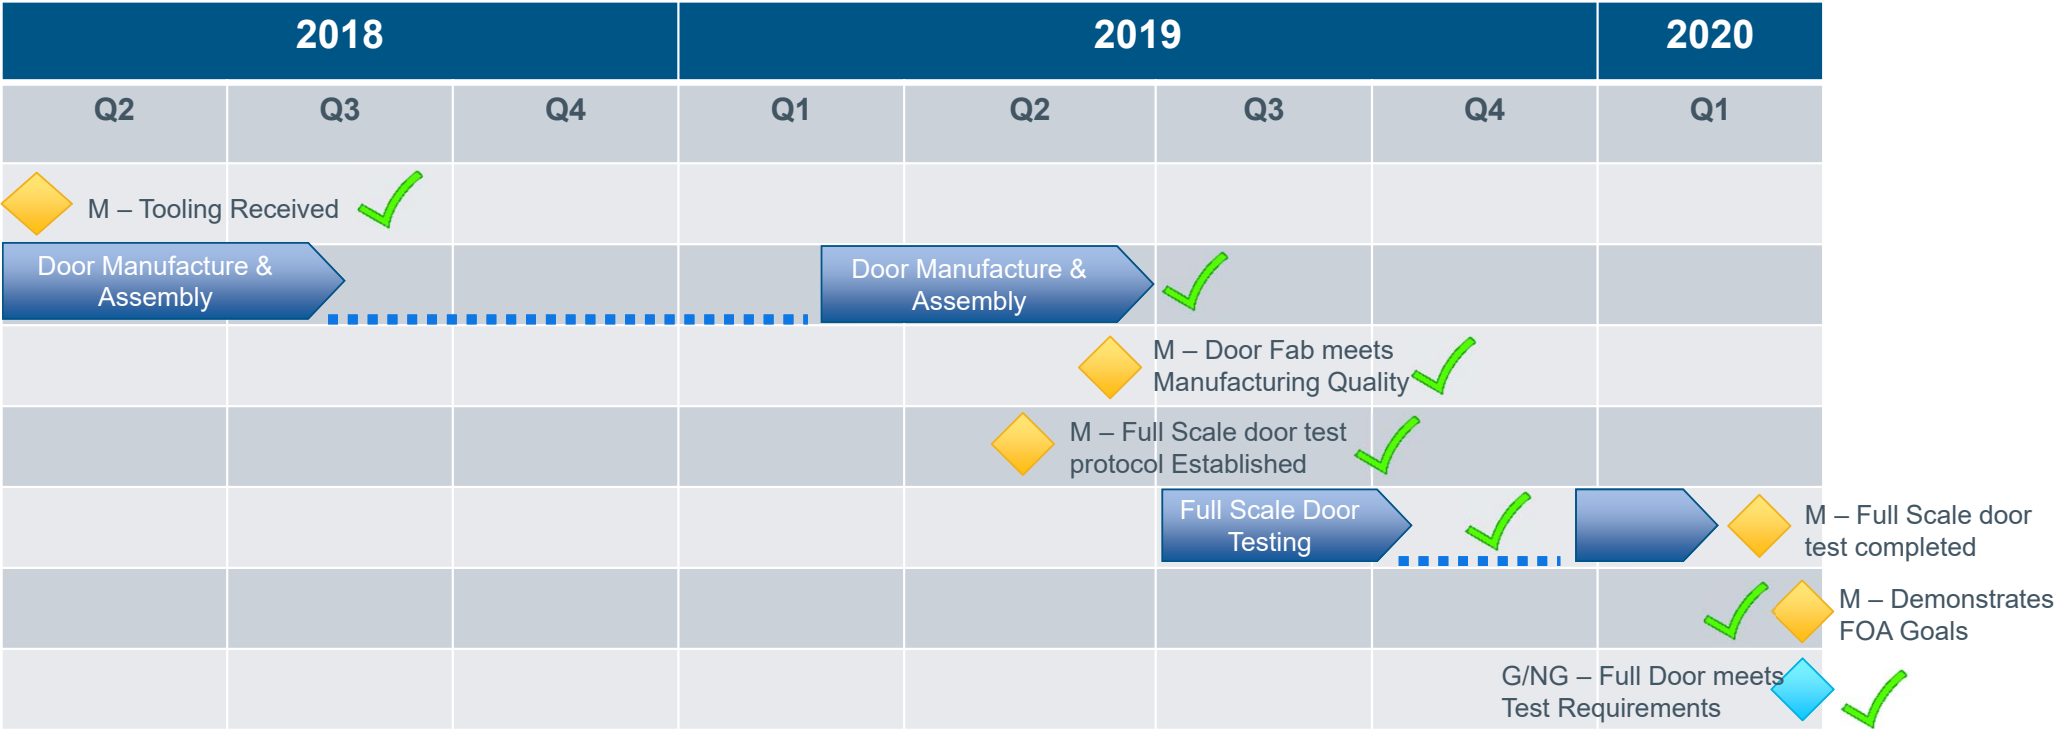 2018 2019 2020
Q2 Q3 Q4 Q1 Q2 Q3 Q4 Q1
M – Tooling Received
Door Manufacture &
Assembly
Door Manufacture &
Assembly
M – Door Fab meets
Manufacturing Quality
M – Full Scale door test
protocol Established
Full Scale Door
Testing
M – Full Scale door
test completed
M – Demonstrates
FOA Goals
G/NG – Full Door meets
Test Requirements